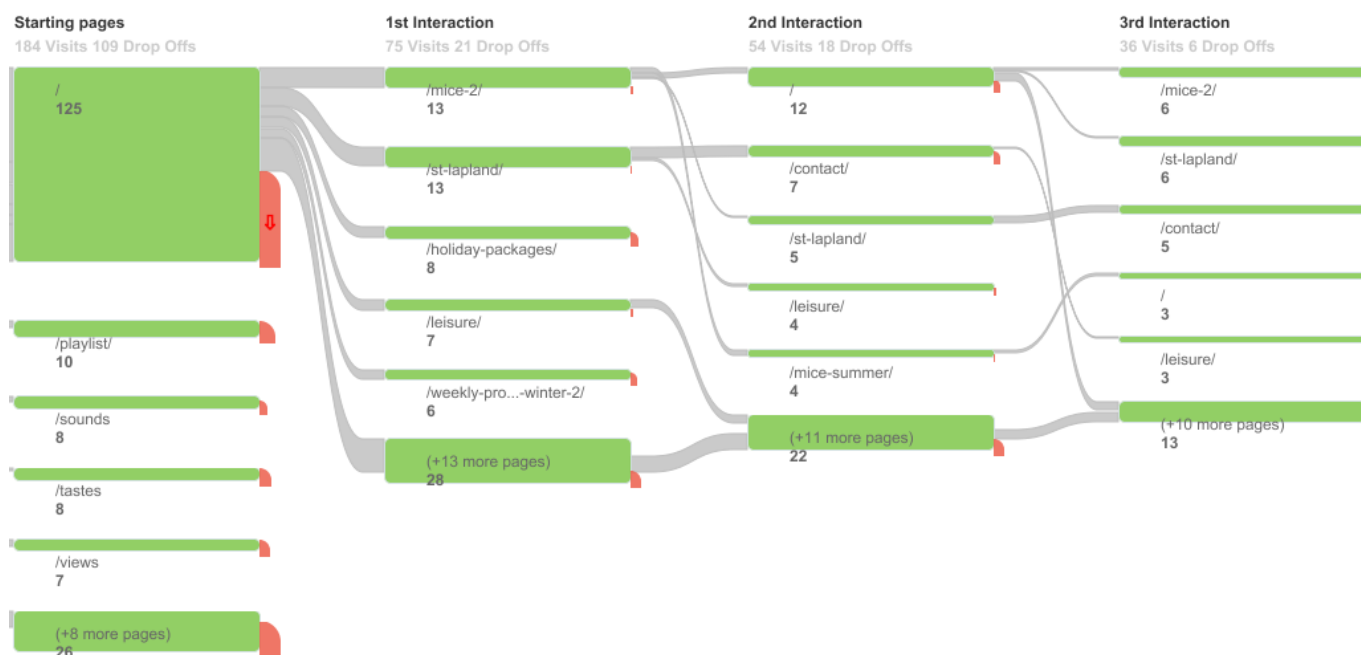 Starting pages
184 Visits 109 Drop Offs
/
125
/playlist/
10
/sounds
8
/tastes
8
/views
7
(+8 more pages)
26
1st Interaction
75 Visits 21 Drop Offs
/mice-2/
13
/st-lapland/
13
/holiday-packages/
8
/leisure/
7
/weekly-pro...-winter-2/
6
(+13 more pages)
28
2nd Interaction
54 Visits 18 Drop Offs
/
12
/contact/
7
/st-lapland/
5
/leisure/
4
/mice-summer/
4
(+11 more pages)
22
3rd Interaction
36 Visits 6 Drop Offs
/mice-2/
6
/st-lapland/
6
/contact/
5
/
3
/leisure/
3
(+10 more pages)
13